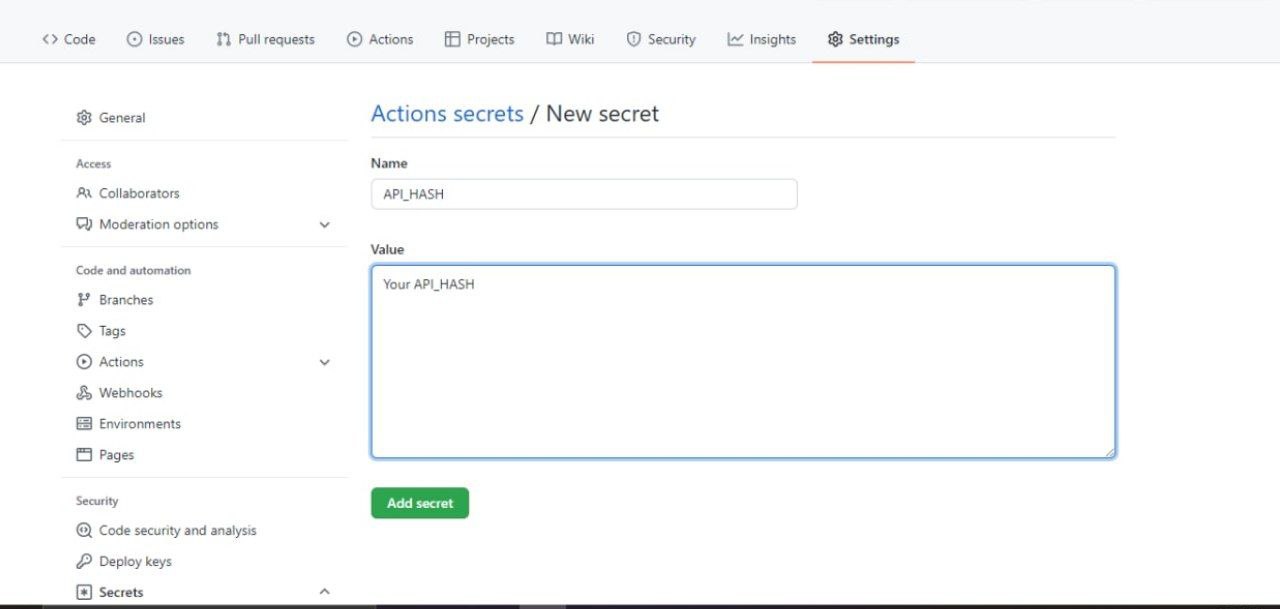 Code Issues Pull requests Actions Projects Wiki Security Insights Settings
General
Access
Collaborators
Moderation options
Code and automation
Branches
Tags
Actions
Webhooks
Environments
Pages
Security
Code security and analysis
Deploy keys
Secrets
Actions secrets / New secret
Name
API_HASH
Value
Your API_HASH
Add secret